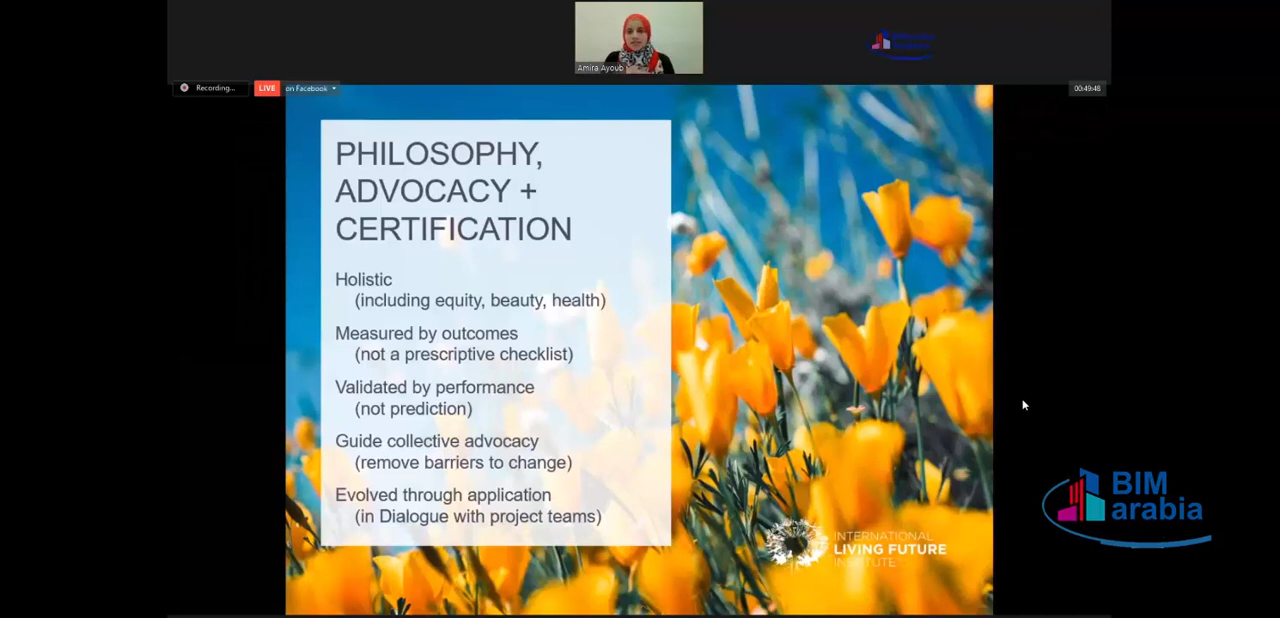 Amira Ayoub
Recording...
LIVE
on Facebook
00:49:48
PHILOSOPHY,
ADVOCACY +
CERTIFICATION
Holistic
(including equity, beauty, health)
Measured by outcomes
(not a prescriptive checklist)
Validated by performance
(not prediction)
Guide collective advocacy
(remove barriers to change)
Evolved through application
(in Dialogue with project teams)
INTERNATIONAL
LIVING FUTURE
INSTITUTE
BIM
arabia